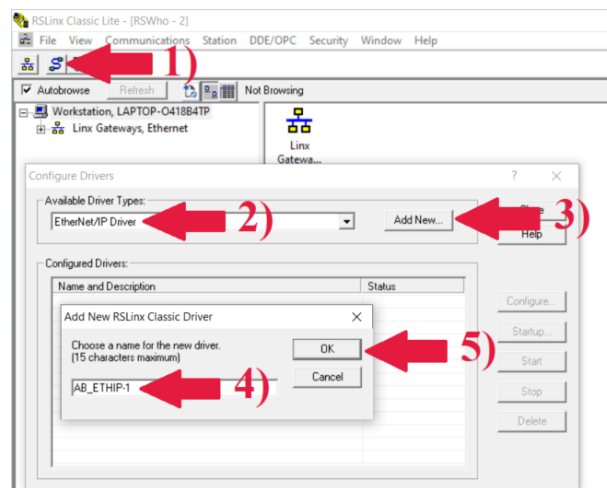 RSLinx Classic Lite - [RSWho - 2]
File View Communications Station DDE/OPC Security Window Help
1)
Autobrowse Refresh Not Browsing
Workstation, LAPTOP-O418B4TP
Linx Gateways, Ethernet
Linx
Gatewa...
Configure Drivers ? ×
Available Driver Types:
EtherNet/IP Driver 2) Add New... 3)
Close
Help
Configured Drivers:
Name and Description Status
Configure...
Startup...
Start
Stop
Delete
Add New RSLinx Classic Driver ×
Choose a name for the new driver.
(15 characters maximum)
OK 5)
Cancel
AB_ETHIP-1 4)